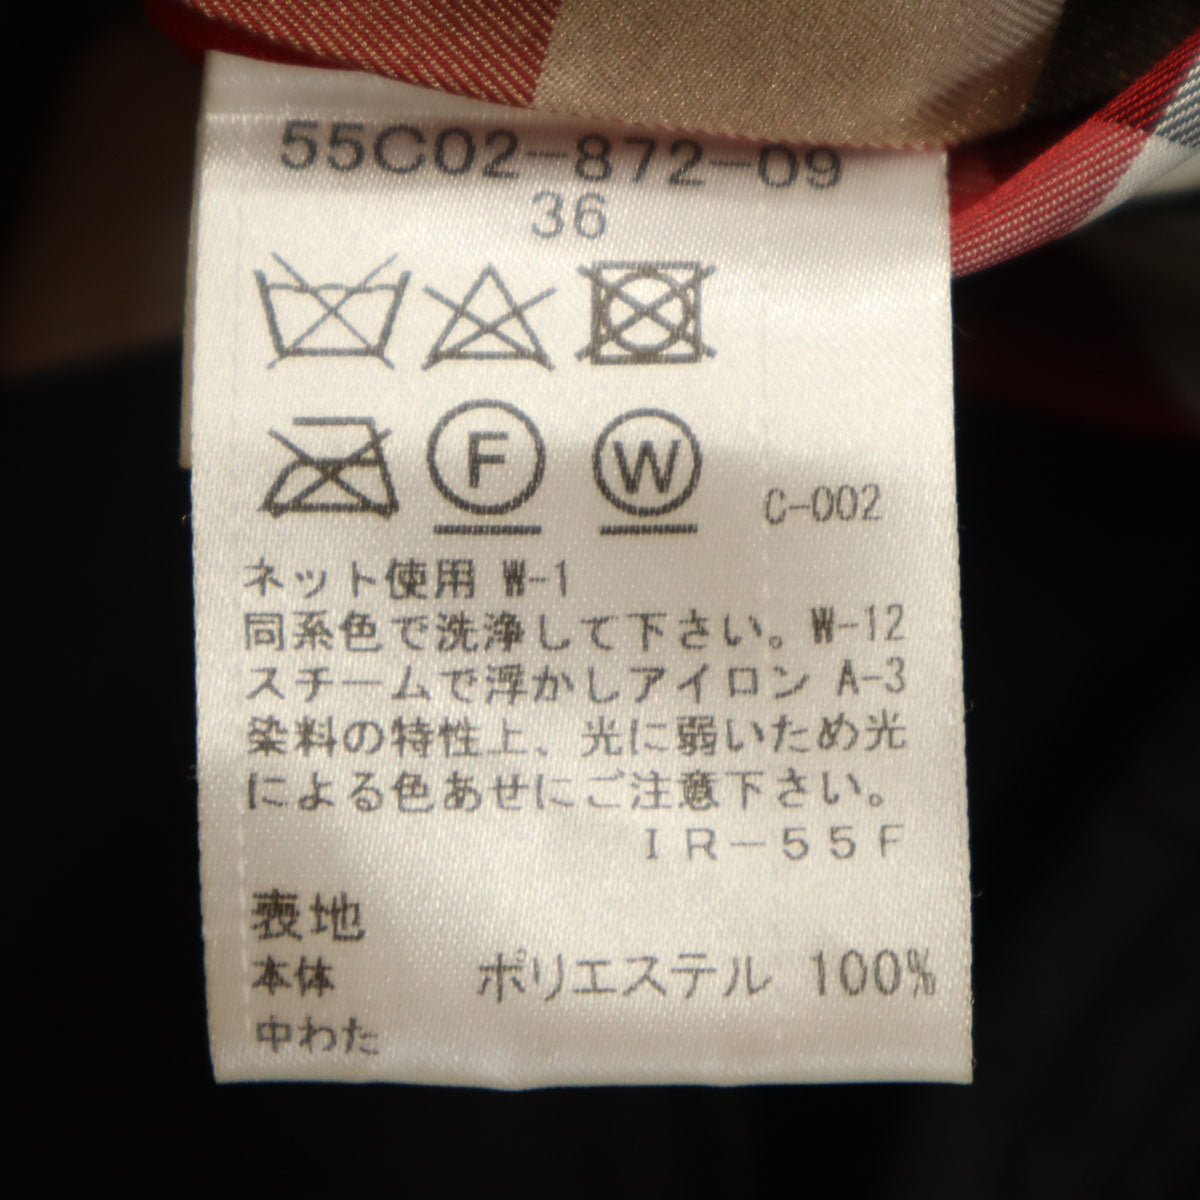 55C02-872-09
36
F
W
C-002
ネット使用 W-1
同系色で洗浄して下さい。W-12
スチームで浮かしアイロン A-3
染料の特性上、光に弱いため光
による色あせにご注意下さい。
IR-55F
表地
本体 ポリエステル 100%
中わた